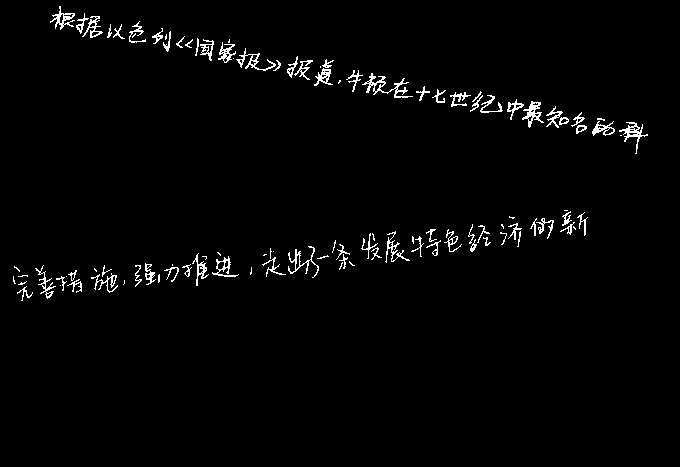 根据以色列《国家报》报道,牛顿在十七世纪中最知名的科
完善措施,强力推进,走出了一条发展特色经济的新